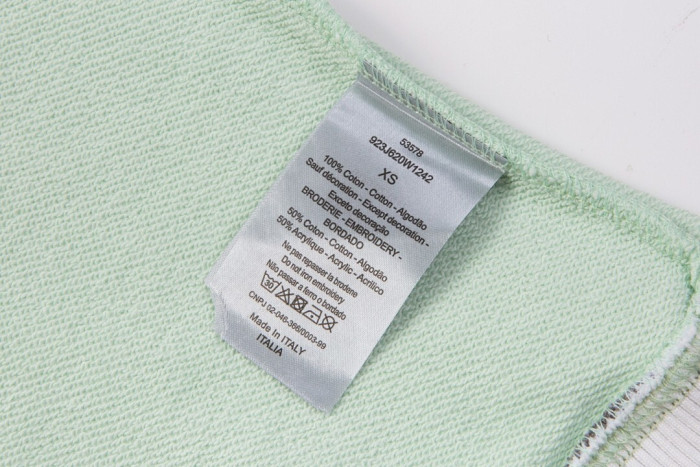 53578
923J620W1242
XS
100% Coton - Cotton - Algodão
Sauf décoration - Except decoration -
Exceto decoração
BRODERIE - EMBROIDERY -
BORDADO
50% Coton - Cotton - Algodão
50% Acrylique - Acrylic - Acrilico
Ne pas repasser la broderie
Do not iron embroidery
Não passar a ferro o bordado
30
CNPJ 02-046-366/0003-99
Made In ITALY
ITALIA